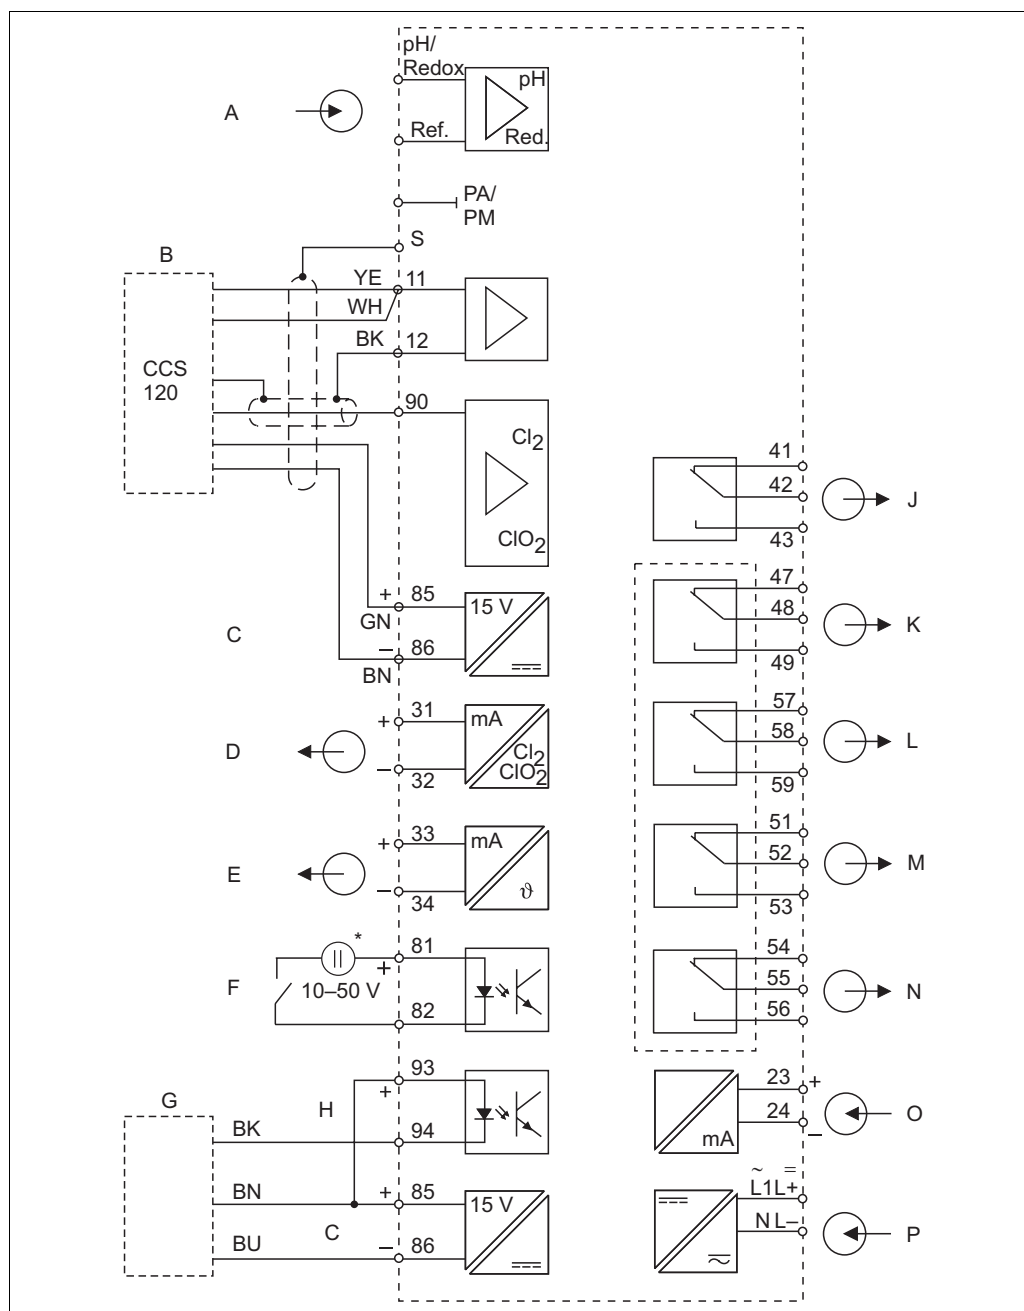 pH/
Redox
pH
A
Ref.
Red.
PA/
PM
S
B
YE
11
WH
BK
12
CCS
120
90
Cl2
ClO2
+
85
15 V
GN
C
–
86
BN
+
31
mA
D
Cl2
ClO2
–
32
+
33
mA
E
–
34
ϑ
*
81
+
F
10–50 V
82
93
+
G
H
BK
94
BN
+
85
15 V
C
BU
–
86
41
42
J
43
47
48
K
49
57
58
L
59
51
52
M
53
54
55
N
56
23
+
24
O
–
mA
~ =
L1L+
N L–
P